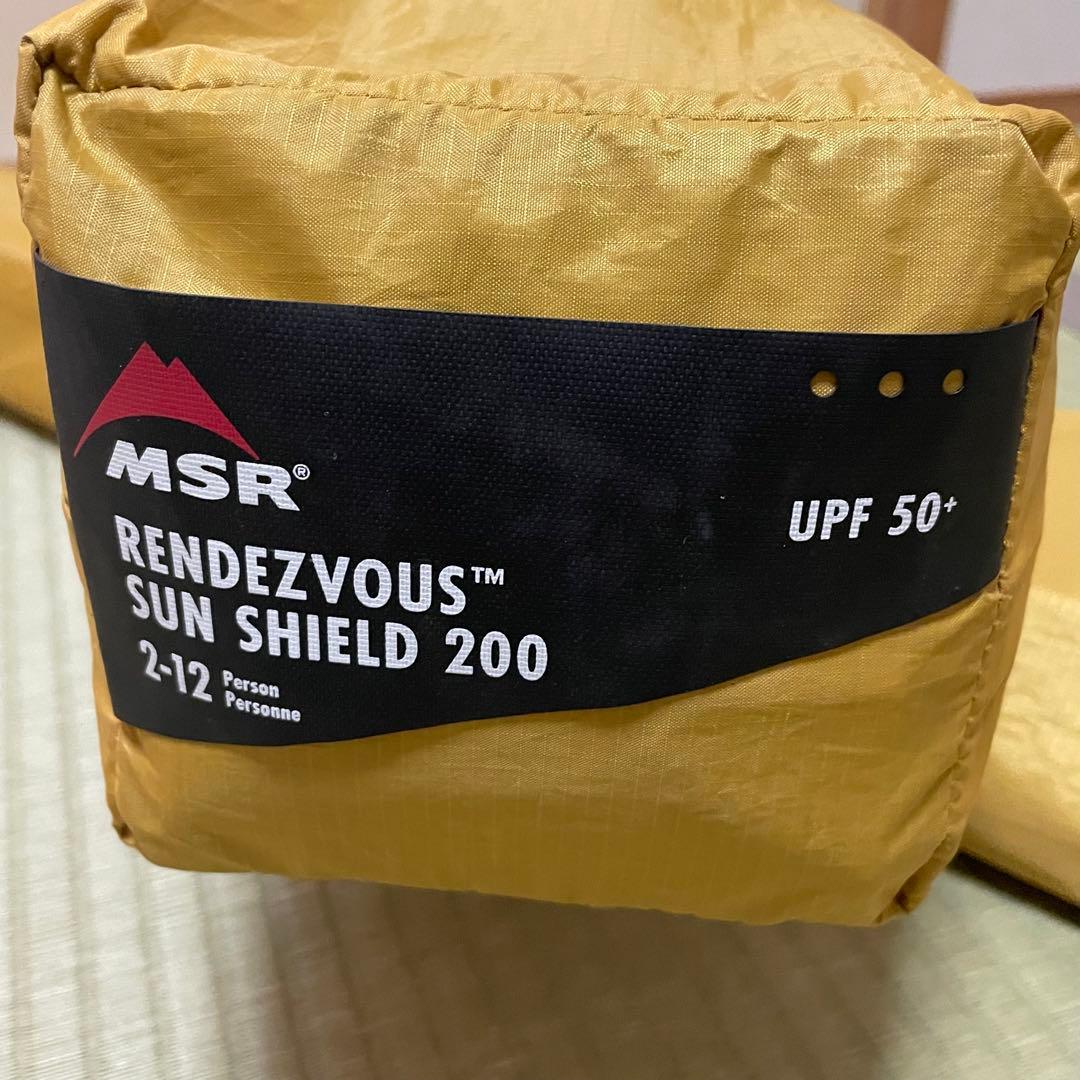 MSR®
RENDEZVOUS™
SUN SHIELD 200
2-12 Person
Personne
UPF 50+